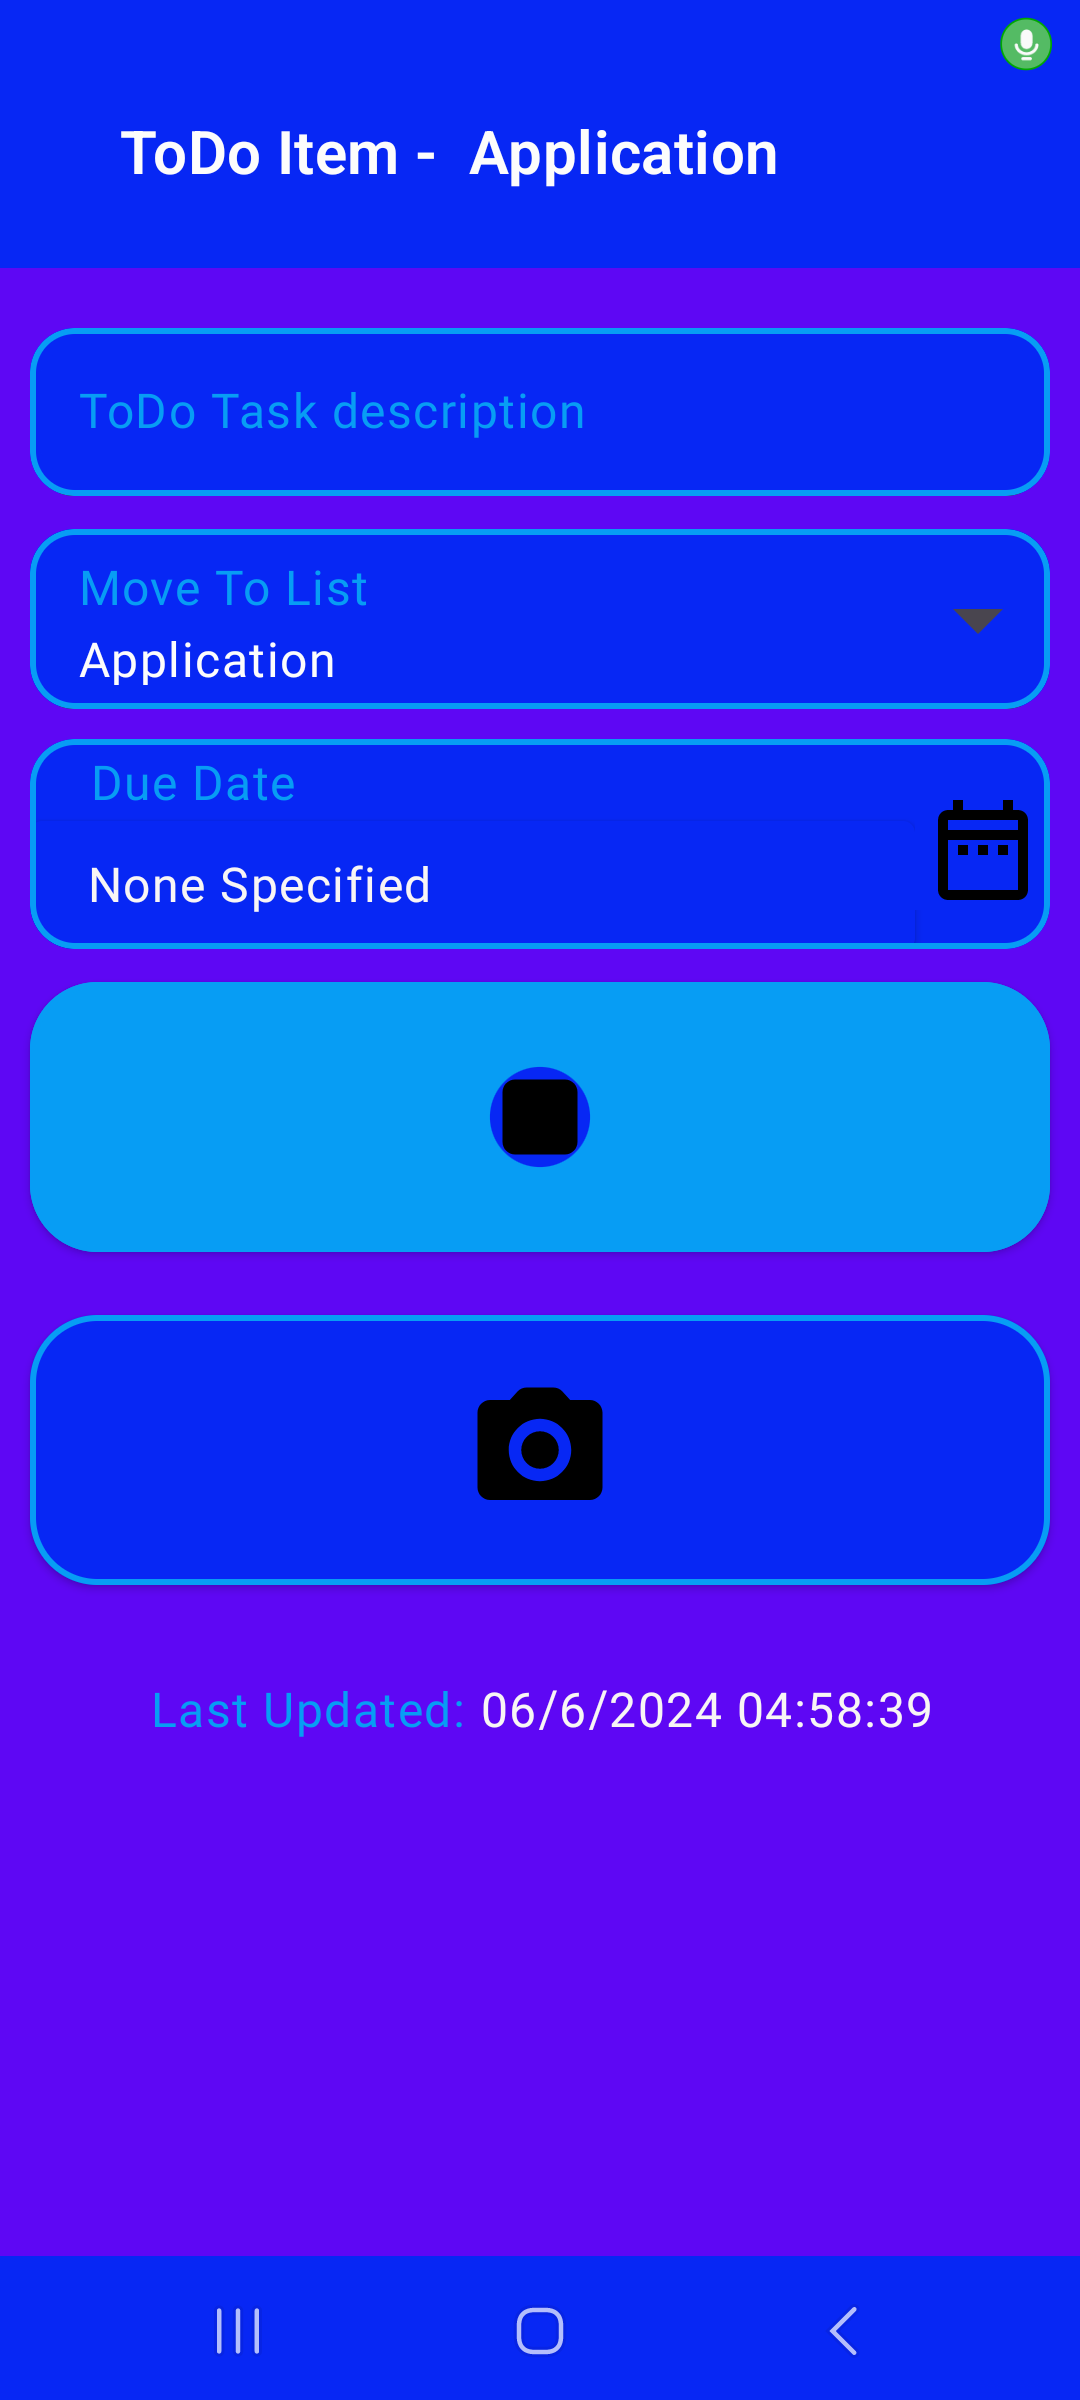 ToDo Item -  Application
ToDo Task description
Move To List
Application
Due Date
None Specified
Last Updated: 06/6/2024 04:58:39